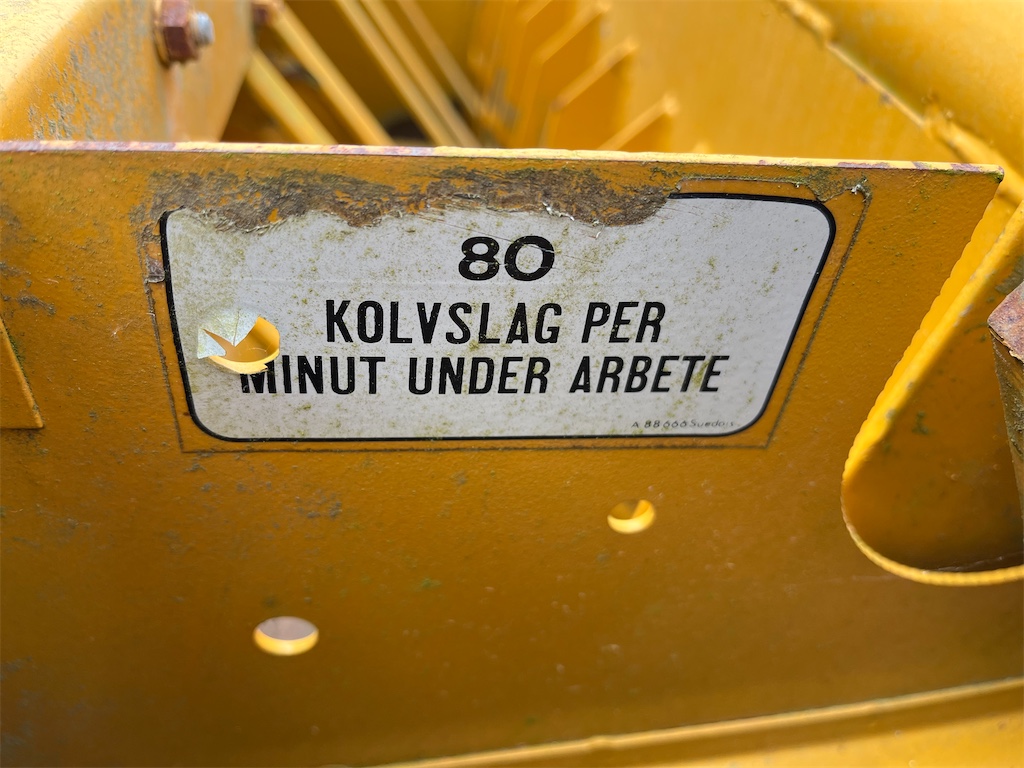 80
KOLVSLAG PER
MINUT UNDER ARBETE
A 88666 Suedois